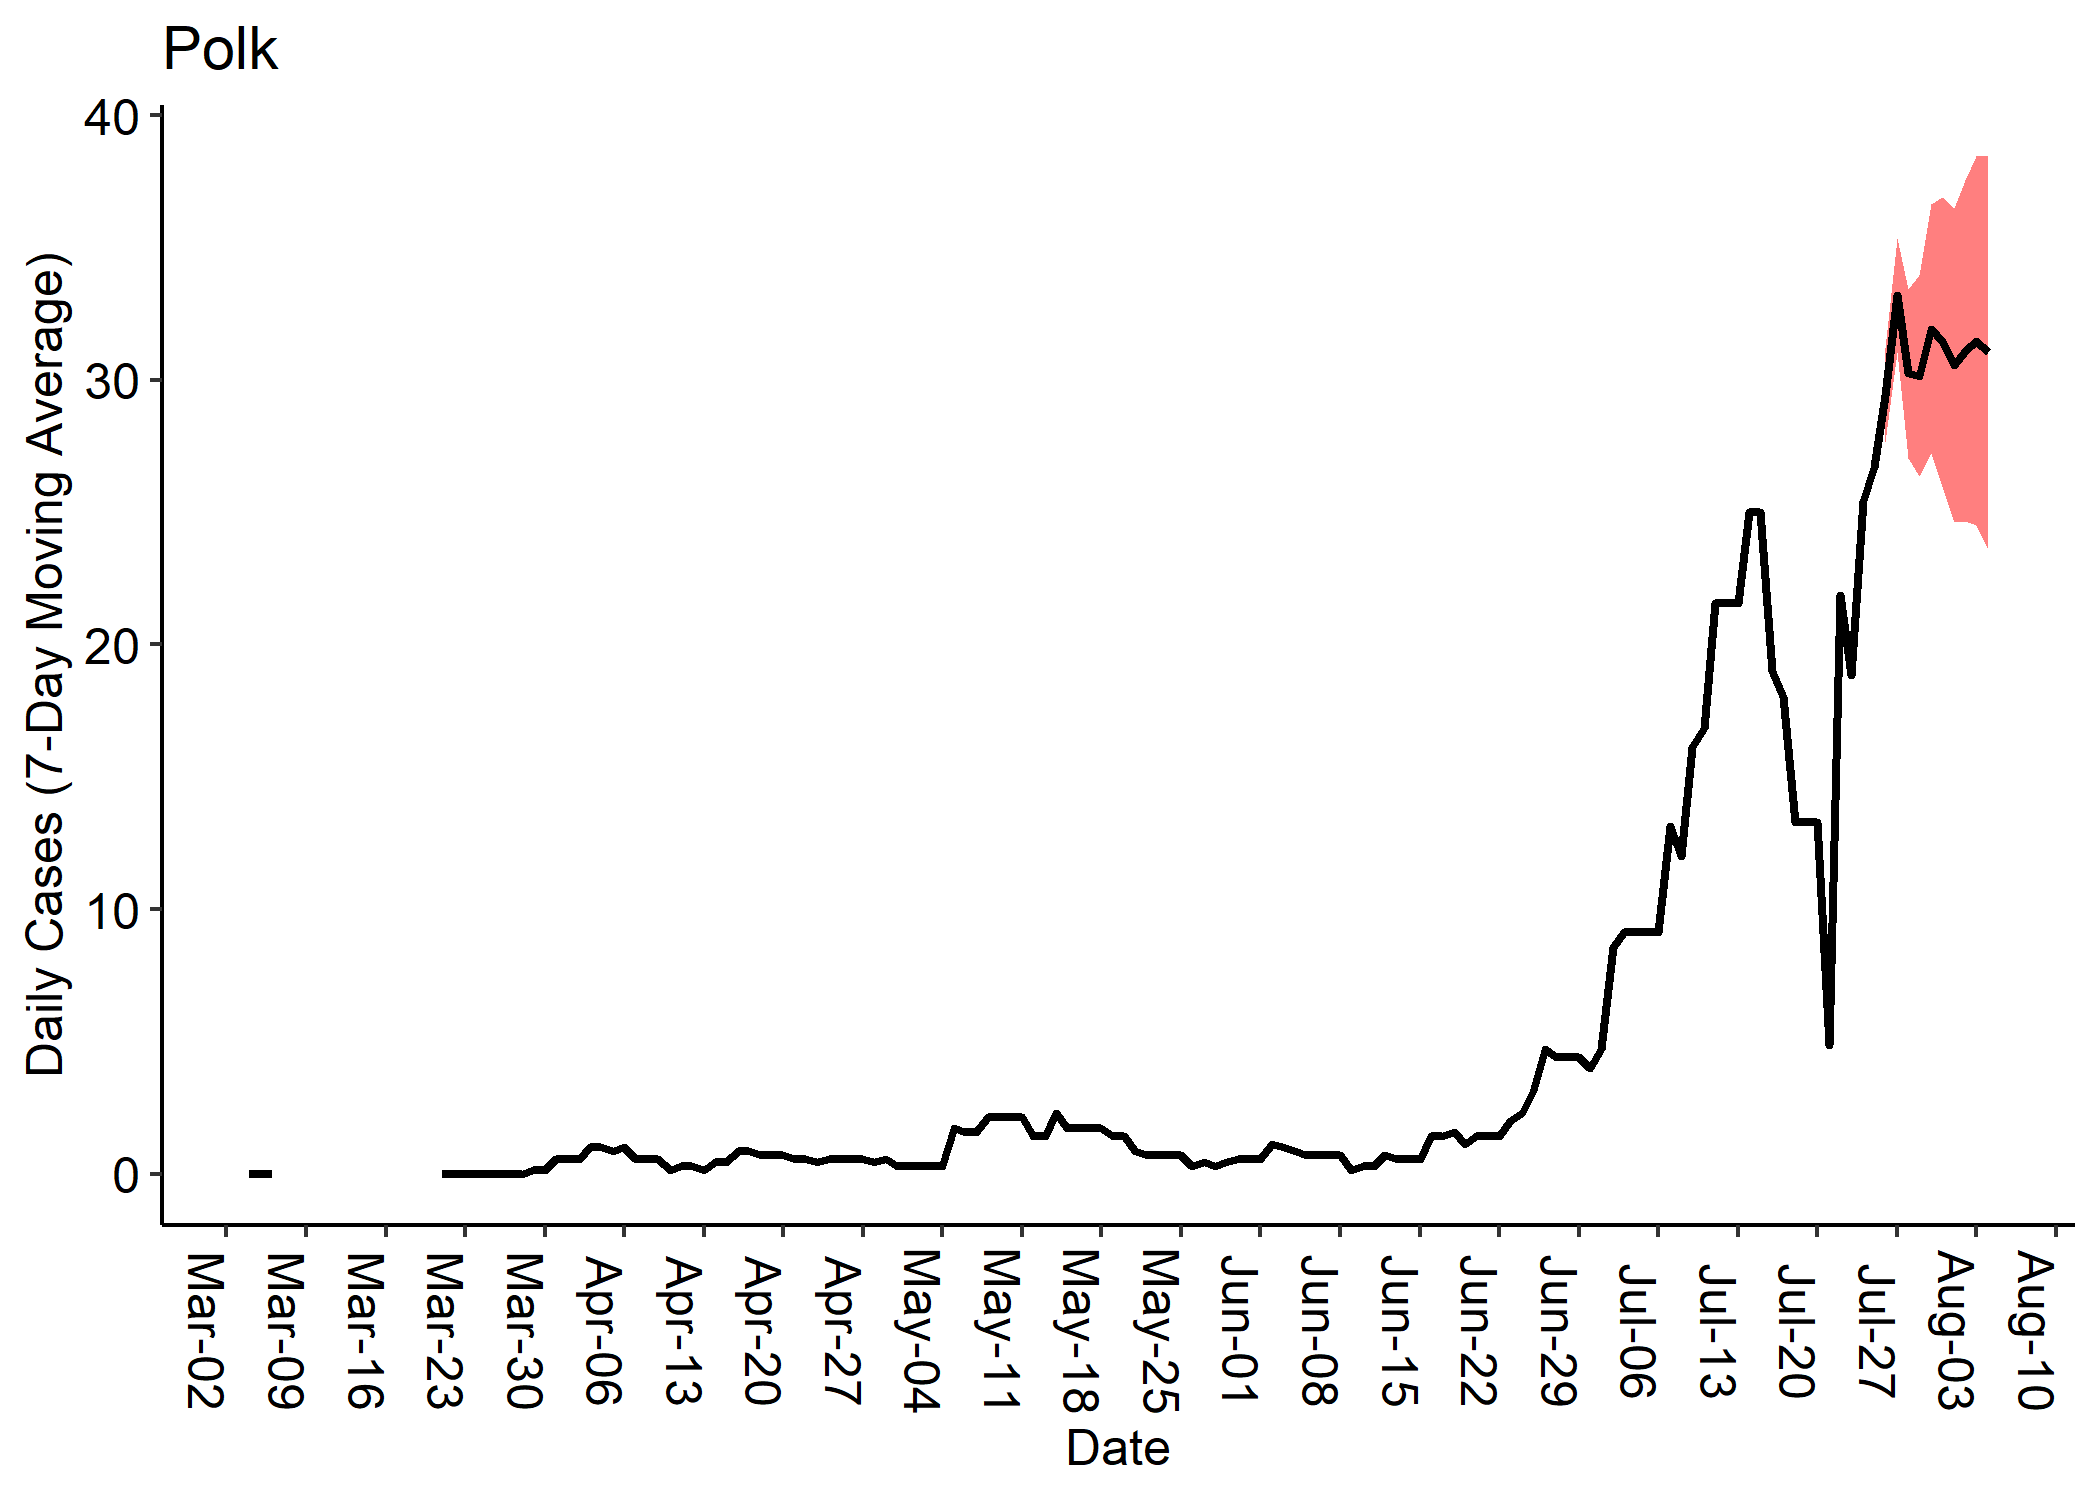 Polk
Daily Cases (7-Day Moving Average)
40
30
20
10
0
Mar-02
Mar-09
Mar-16
Mar-23
Mar-30
Apr-06
Apr-13
Apr-20
Apr-27
May-04
May-11
May-18
May-25
Jun-01
Jun-08
Jun-15
Jun-22
Jun-29
Jul-06
Jul-13
Jul-20
Jul-27
Aug-03
Aug-10
Date